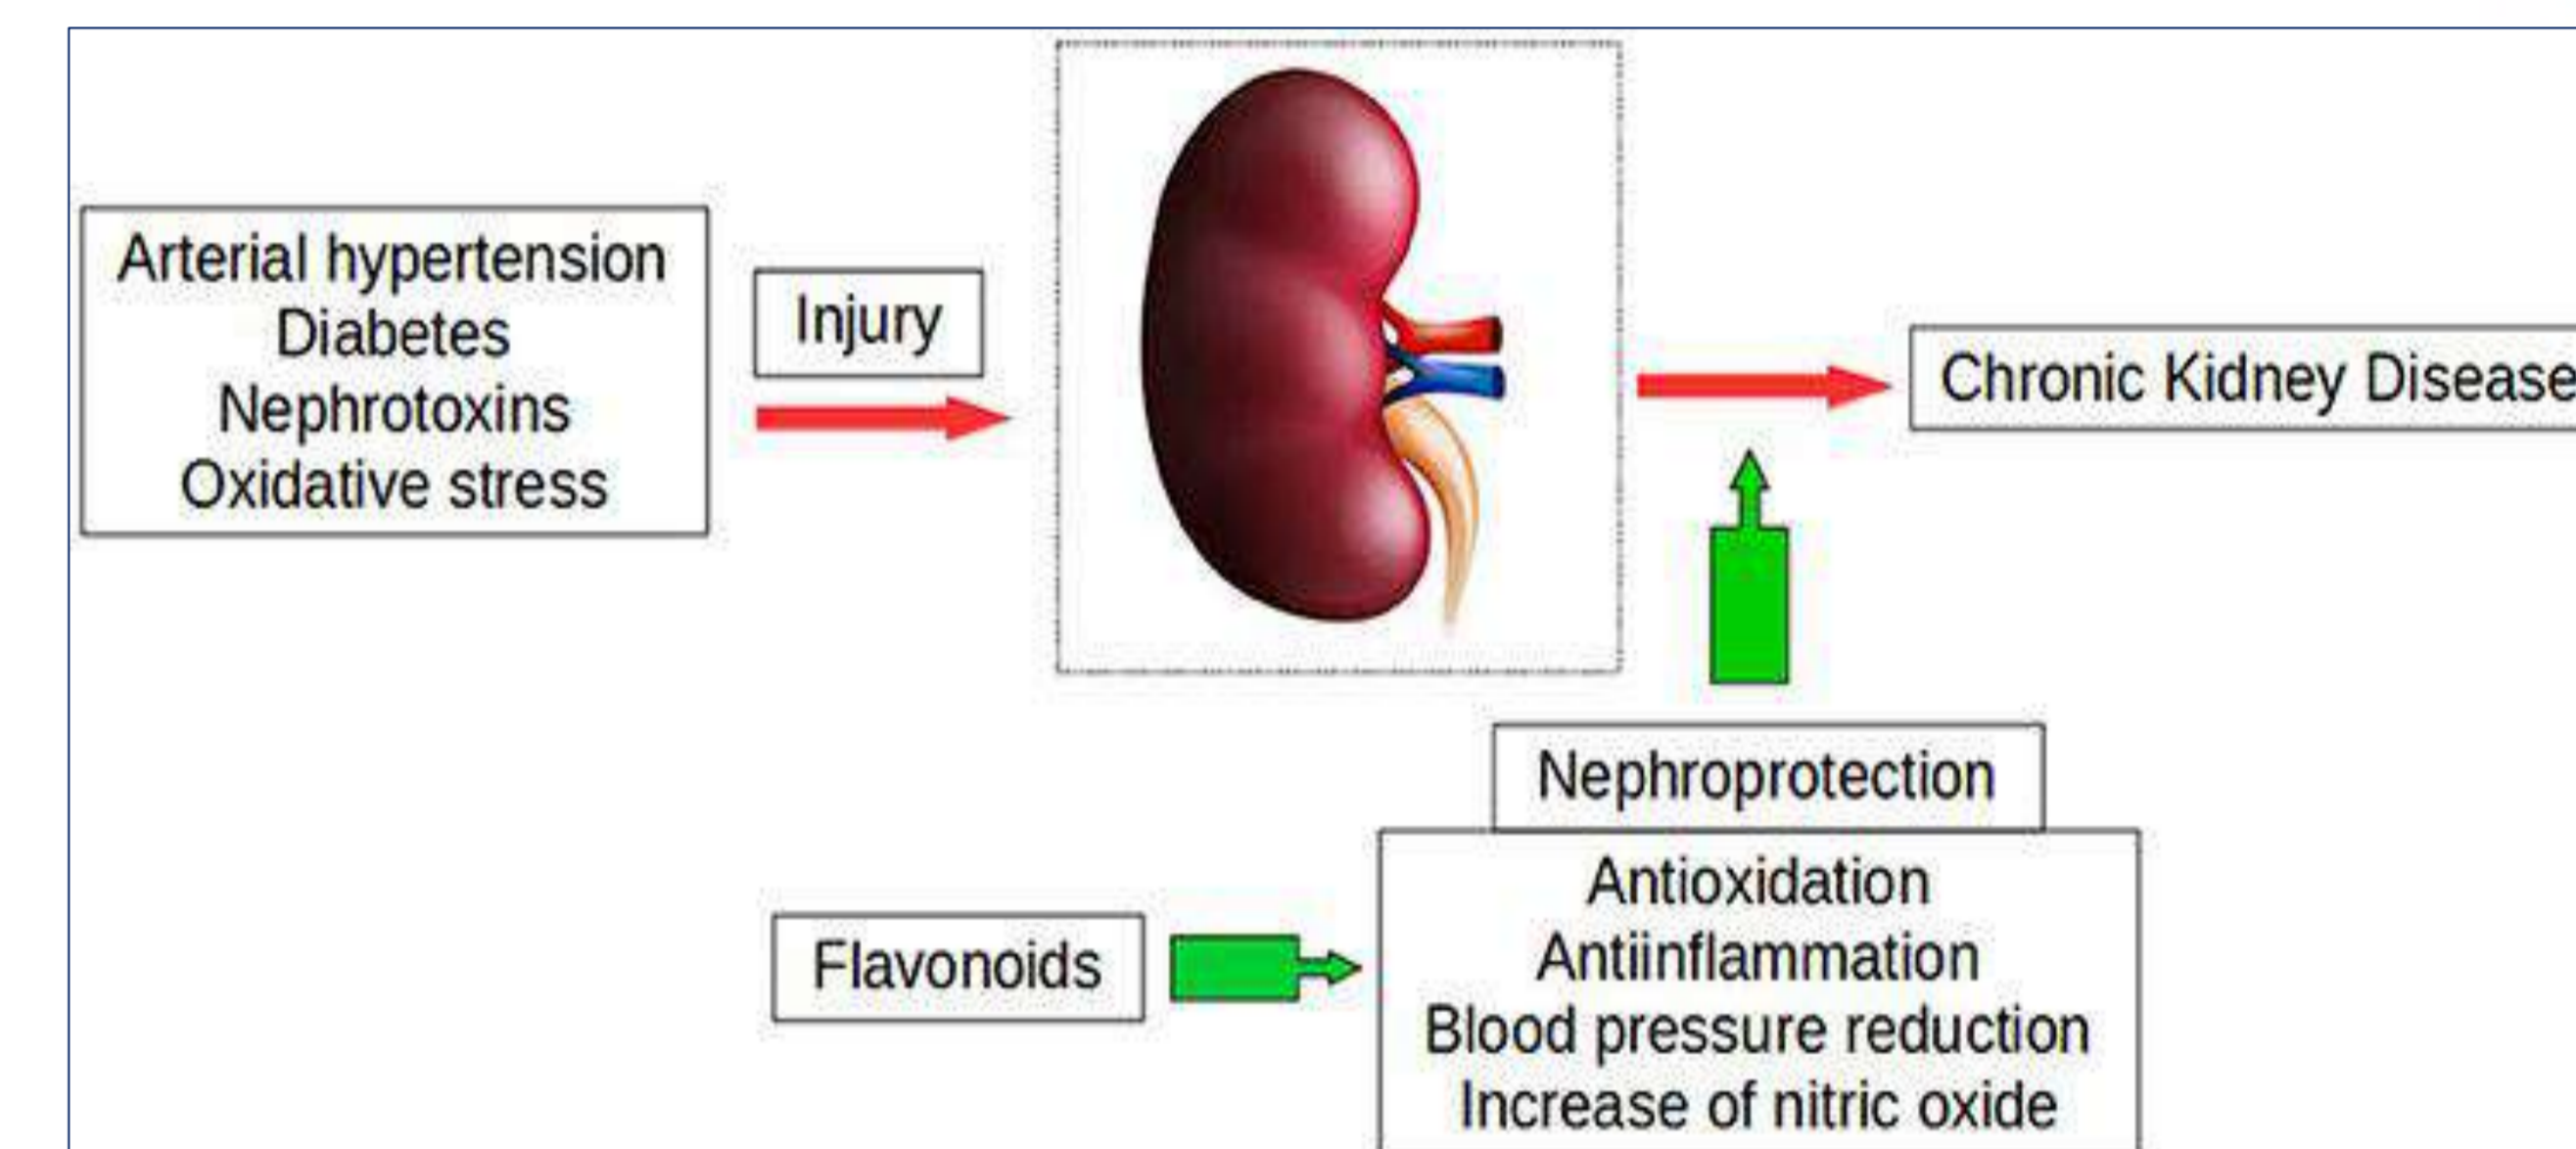 Arterial hypertension
Diabetes
Nephrotoxins
Oxidative stress
Injury
Chronic Kidney Disease
Nephroprotection
Flavonoids
Antioxidation
Antiinflammation
Blood pressure reduction
Increase of nitric oxide